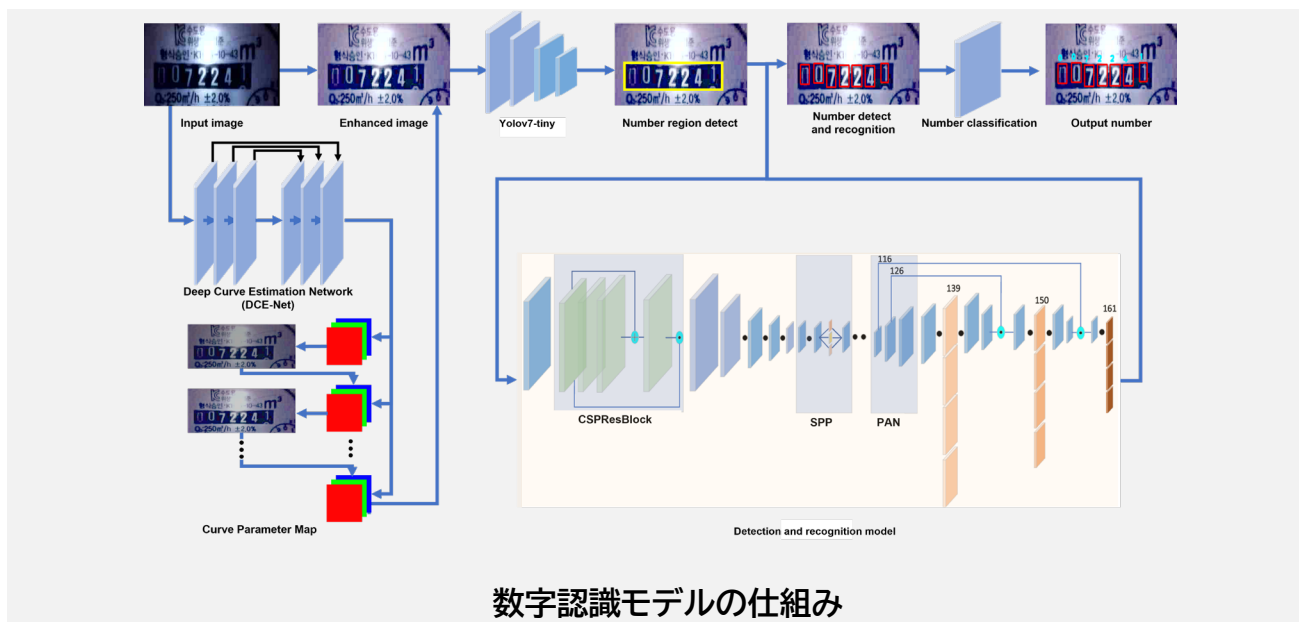 Input image
Enhanced image
Yolov7-tiny
Number region detect
Number detect
and recognition
Number classification
Output number
Deep Curve Estimation Network
(DCE-Net)
Curve Parameter Map
CSPResBlock
SPP
PAN
116
126
139
150
161
Detection and recognition model
数字認識モデルの仕組み